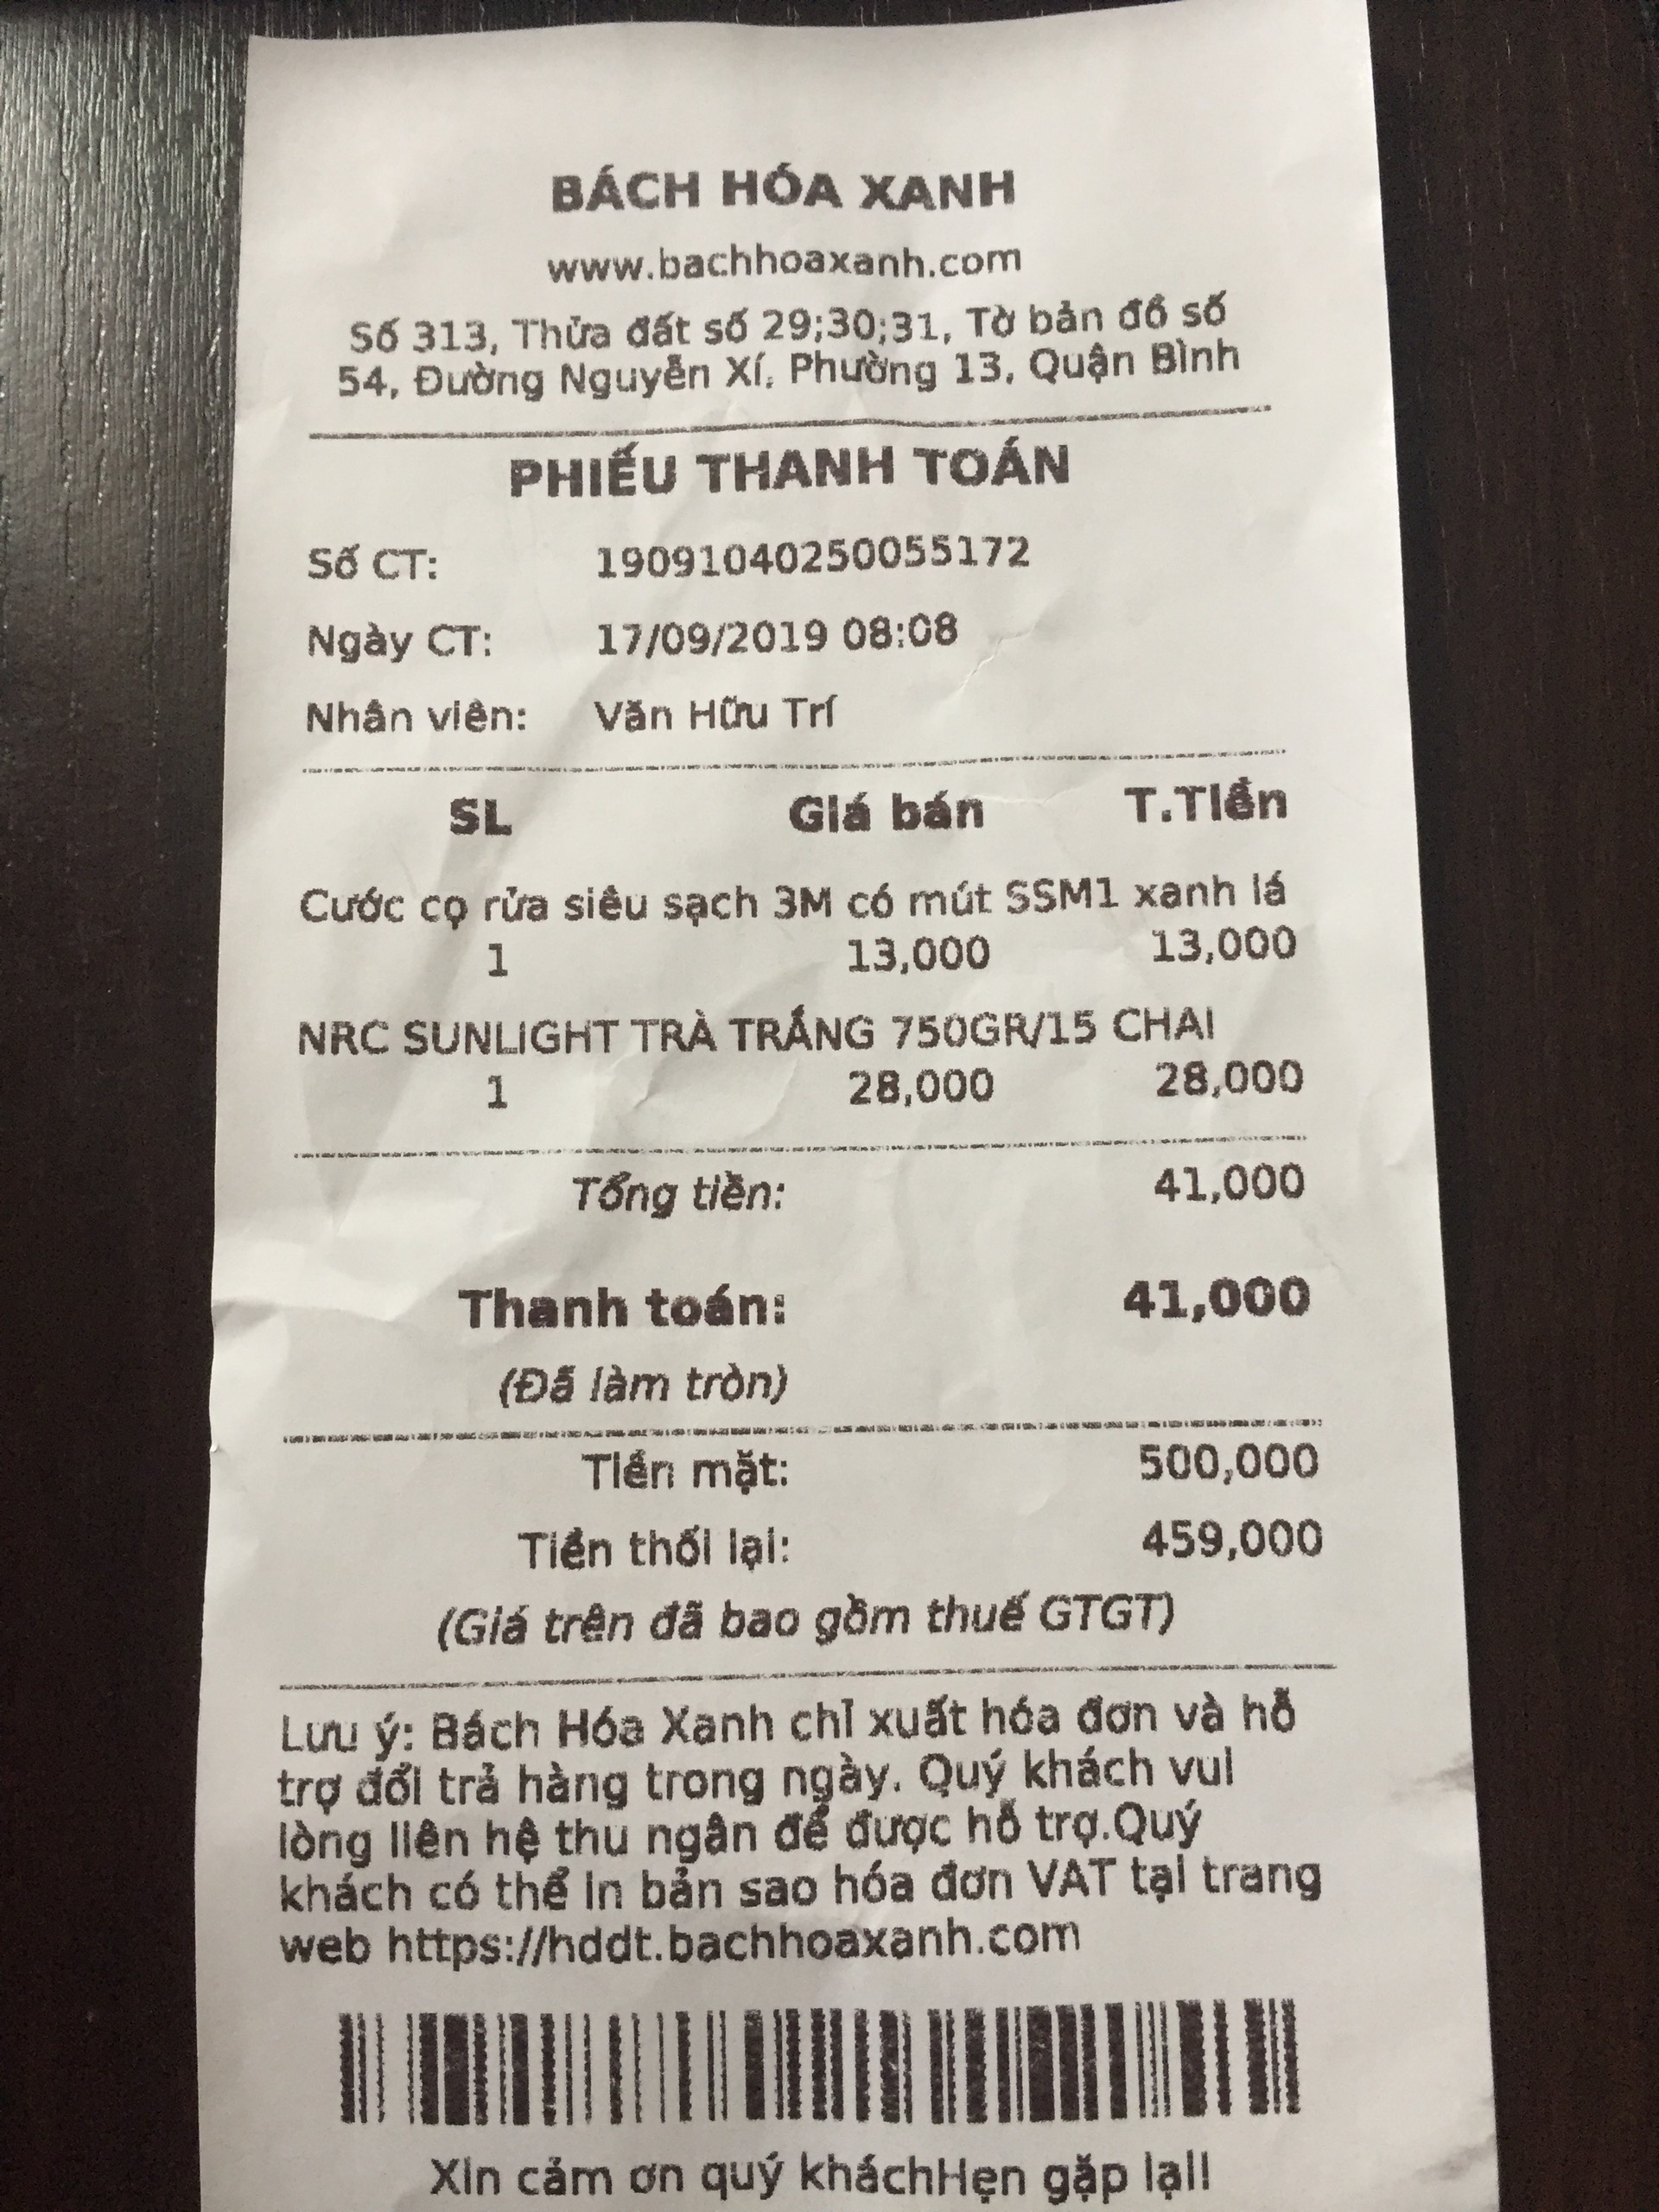 BÁCH HÓA XANH
www.bachhoaxanh.com
Số 313, Thửa đất số 29;30;31, Tờ bản đồ số
54, Đường Nguyễn Xí, Phường 13, Quận Bình
PHIẾU THANH TOÁN
Số CT: 19091040250055172
Ngày CT: 17/09/2019 08:08
Nhân viên: Văn Hữu Trí
SL Giá bán T.Tiền
Cước cọ rửa siêu sạch 3M có mút SSM1 xanh lá
1 13,000 13,000
NRC SUNLIGHT TRÀ TRẮNG 750GR/15 CHAI
1 28,000 28,000
Tổng tiền: 41,000
Thanh toán: 41,000
(Đã làm tròn)
Tiền mặt: 500,000
Tiền thối lại: 459,000
(Giá trên đã bao gồm thuế GTGT)
Lưu ý: Bách Hóa Xanh chỉ xuất hóa đơn và hỗ
trợ đổi trả hàng trong ngày. Quý khách vui
lòng liên hệ thu ngân để được hỗ trợ.Quý
khách có thể in bản sao hóa đơn VAT tại trang
web https://hddt.bachhoaxanh.com
Xin cảm ơn quý kháchHẹn gặp lại!